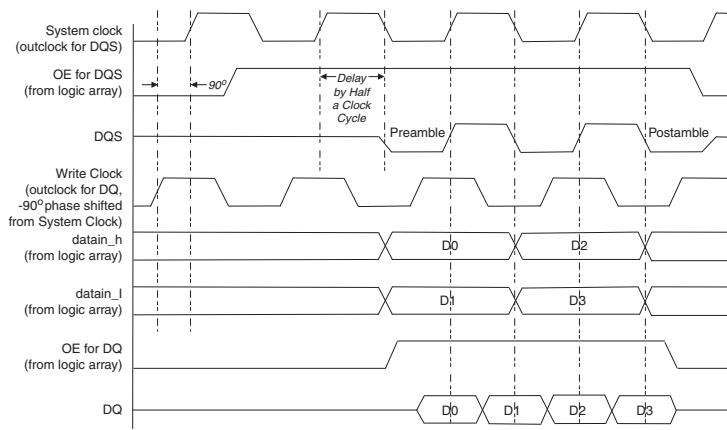 System clock
(outclock for DQS)
OE for DQS
(from logic array)
90°
Delay
by Half
a Clock
Cycle
DQS
Preamble
Postamble
Write Clock
(outclock for DQ,
-90° phase shifted
from System Clock)
datain_h
(from logic array)
D0
D2
datain_l
(from logic array)
D1
D3
OE for DQ
(from logic array)
DQ
D0
D1
D2
D3